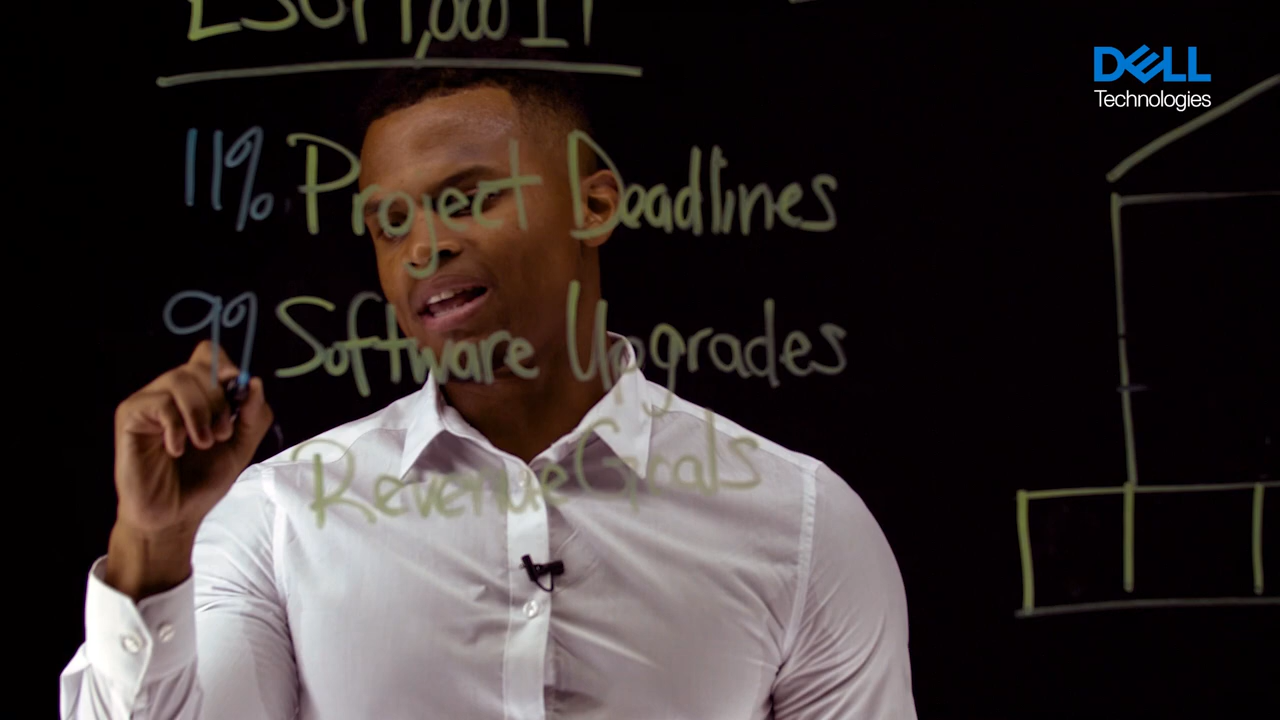 DELL
Technologies
11% Project Deadlines
99 Software Upgrades
Revenue Goals